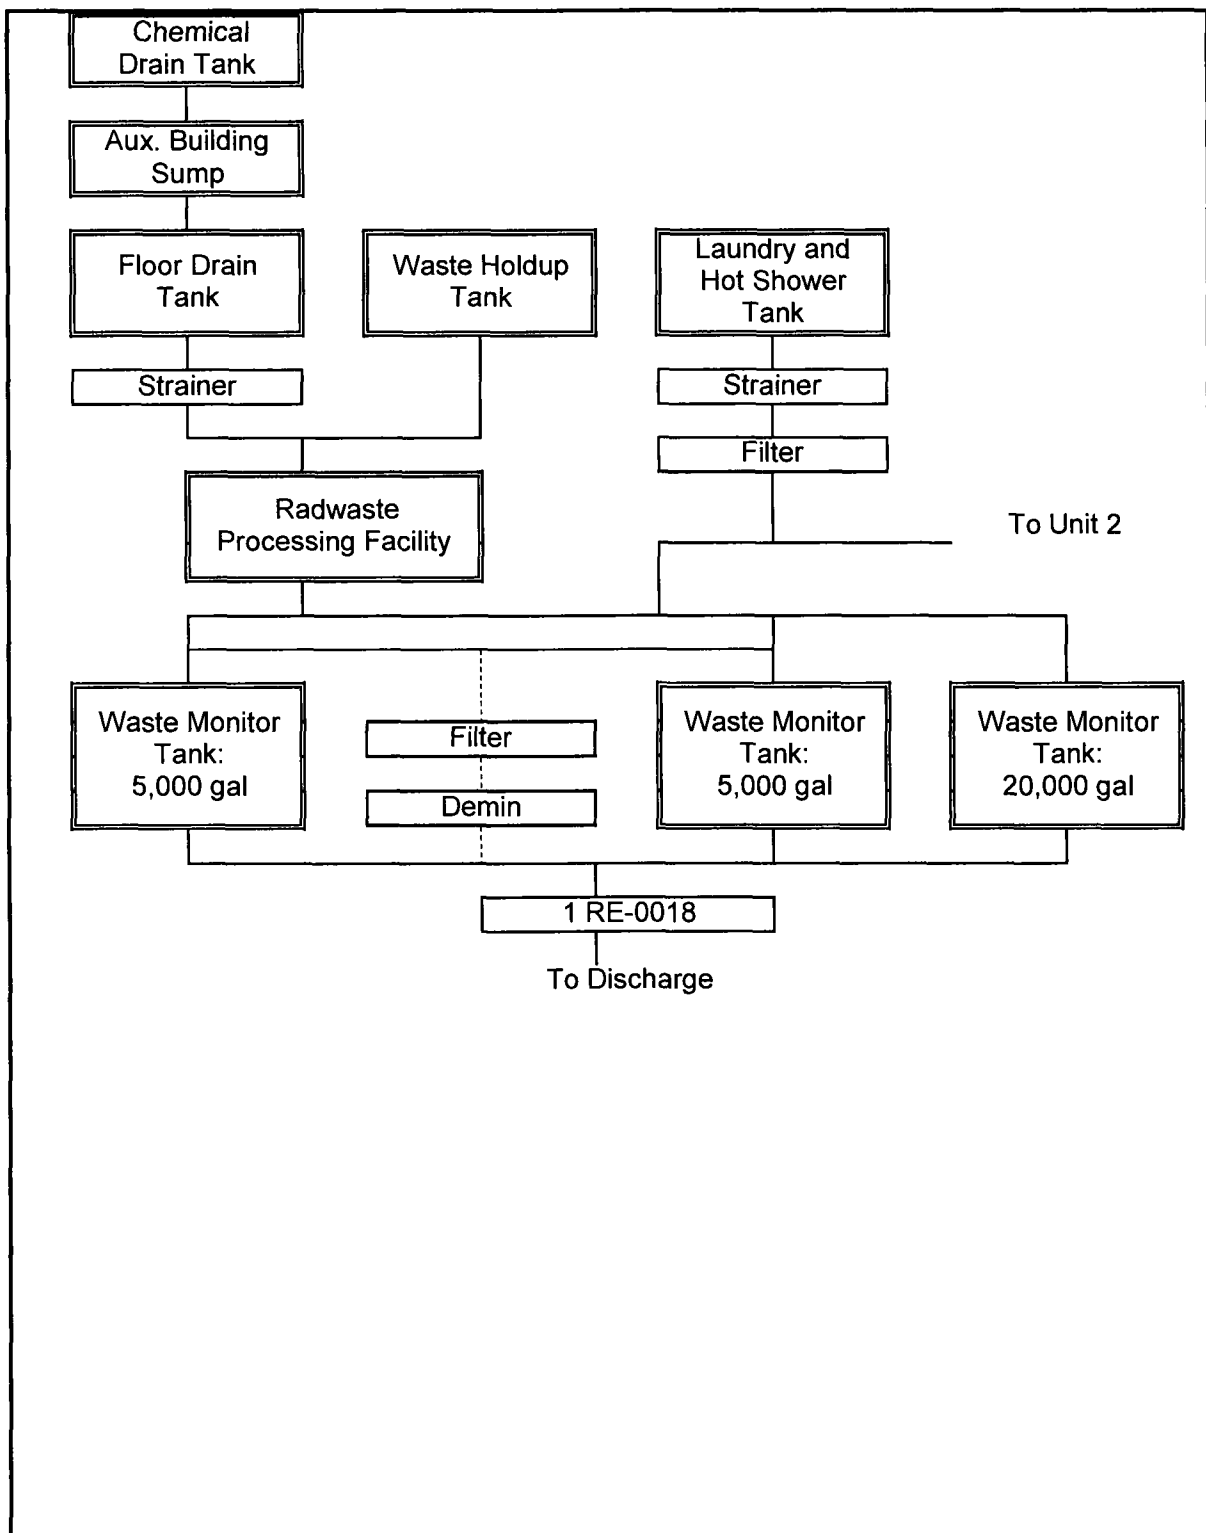 Chemical
Drain Tank
Aux. Building
Sump
Floor Drain
Tank
Waste Holdup
Tank
Laundry and
Hot Shower
Tank
Strainer
Strainer
Filter
Radwaste
Processing Facility
To Unit 2
Waste Monitor
Tank:
5,000 gal
Filter
Demin
Waste Monitor
Tank:
5,000 gal
Waste Monitor
Tank:
20,000 gal
1 RE-0018
To Discharge